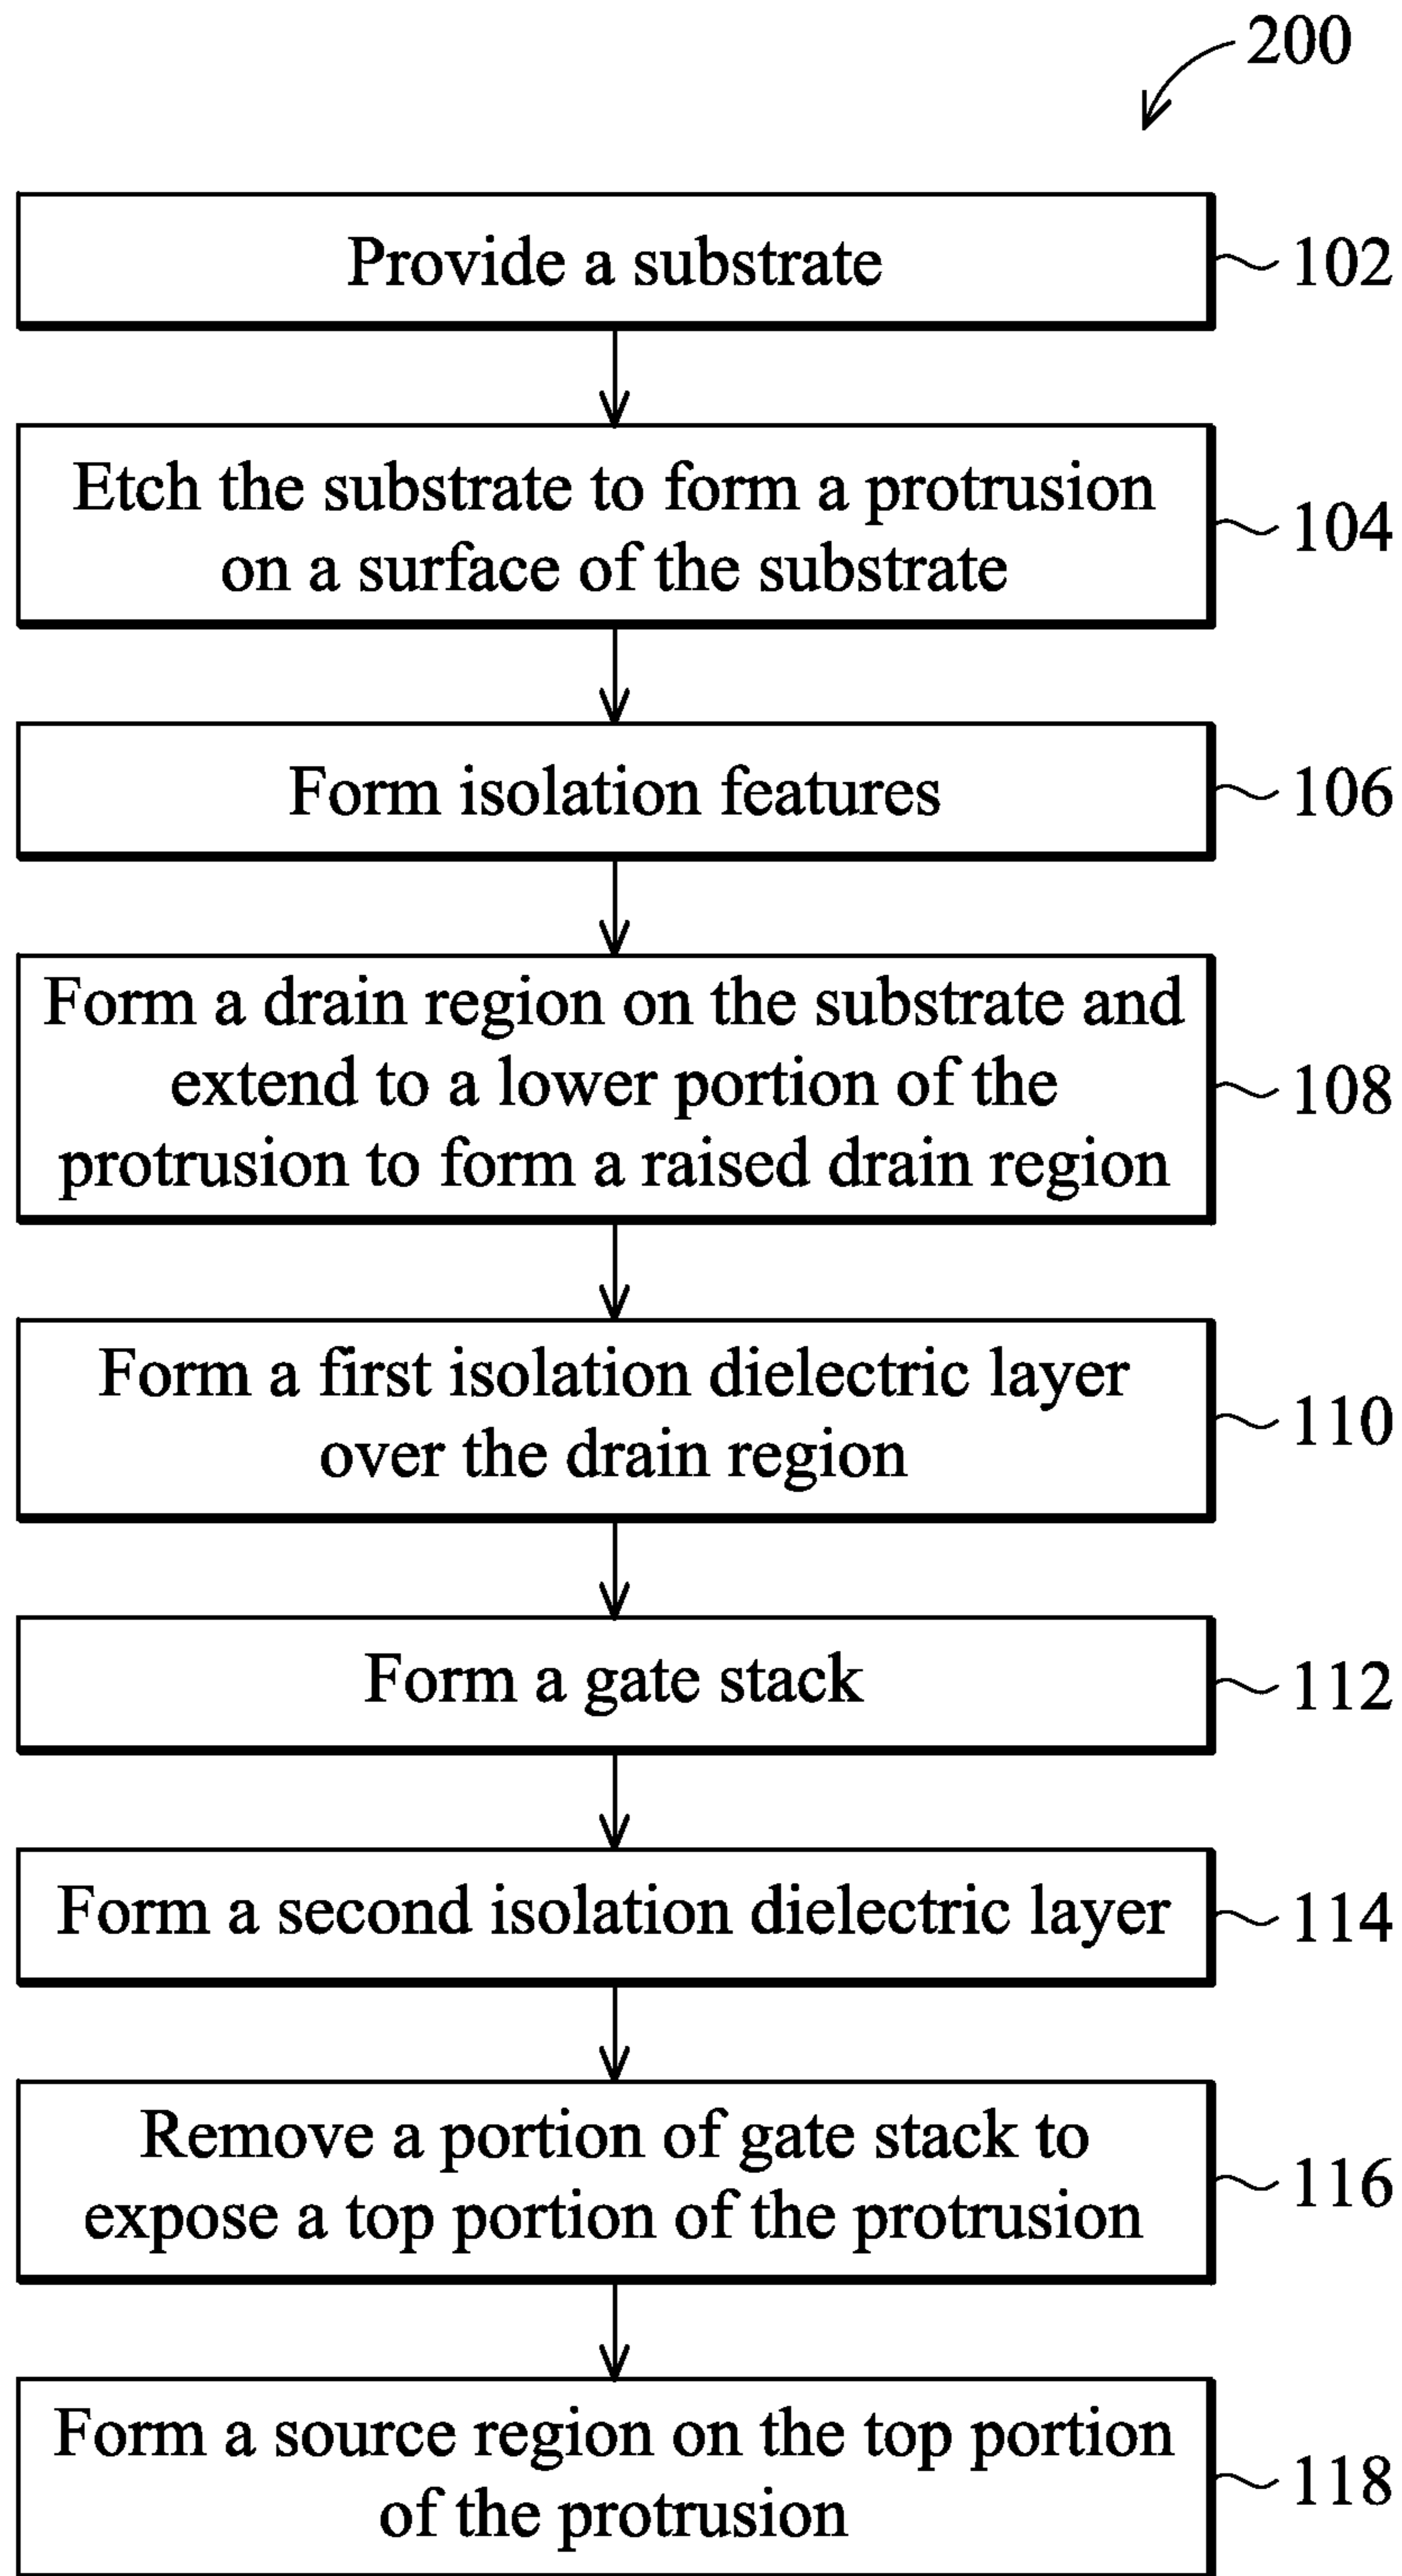 200
Provide a substrate
102
Etch the substrate to form a protrusion
on a surface of the substrate
104
Form isolation features
106
Form a drain region on the substrate and
extend to a lower portion of the
protrusion to form a raised drain region
108
Form a first isolation dielectric layer
over the drain region
110
Form a gate stack
112
Form a second isolation dielectric layer
114
Remove a portion of gate stack to
expose a top portion of the protrusion
116
Form a source region on the top portion
of the protrusion
118